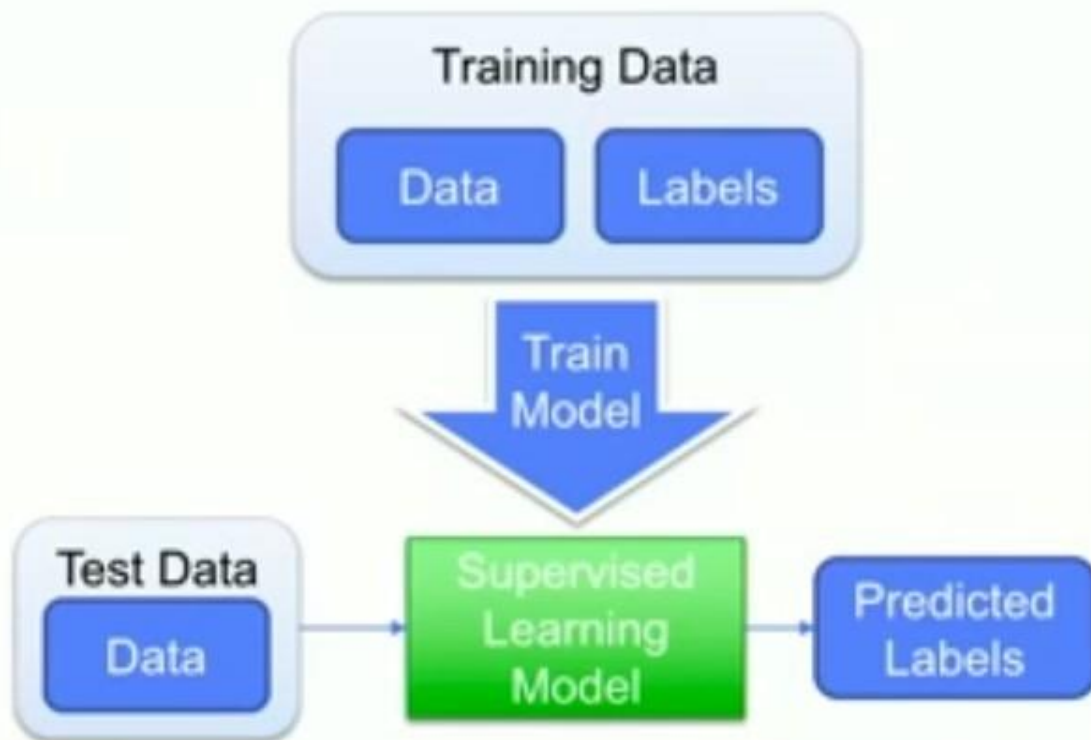 Training Data
Data
Labels
Train
Model
Test Data
Data
Supervised
Learning
Model
Predicted
Labels